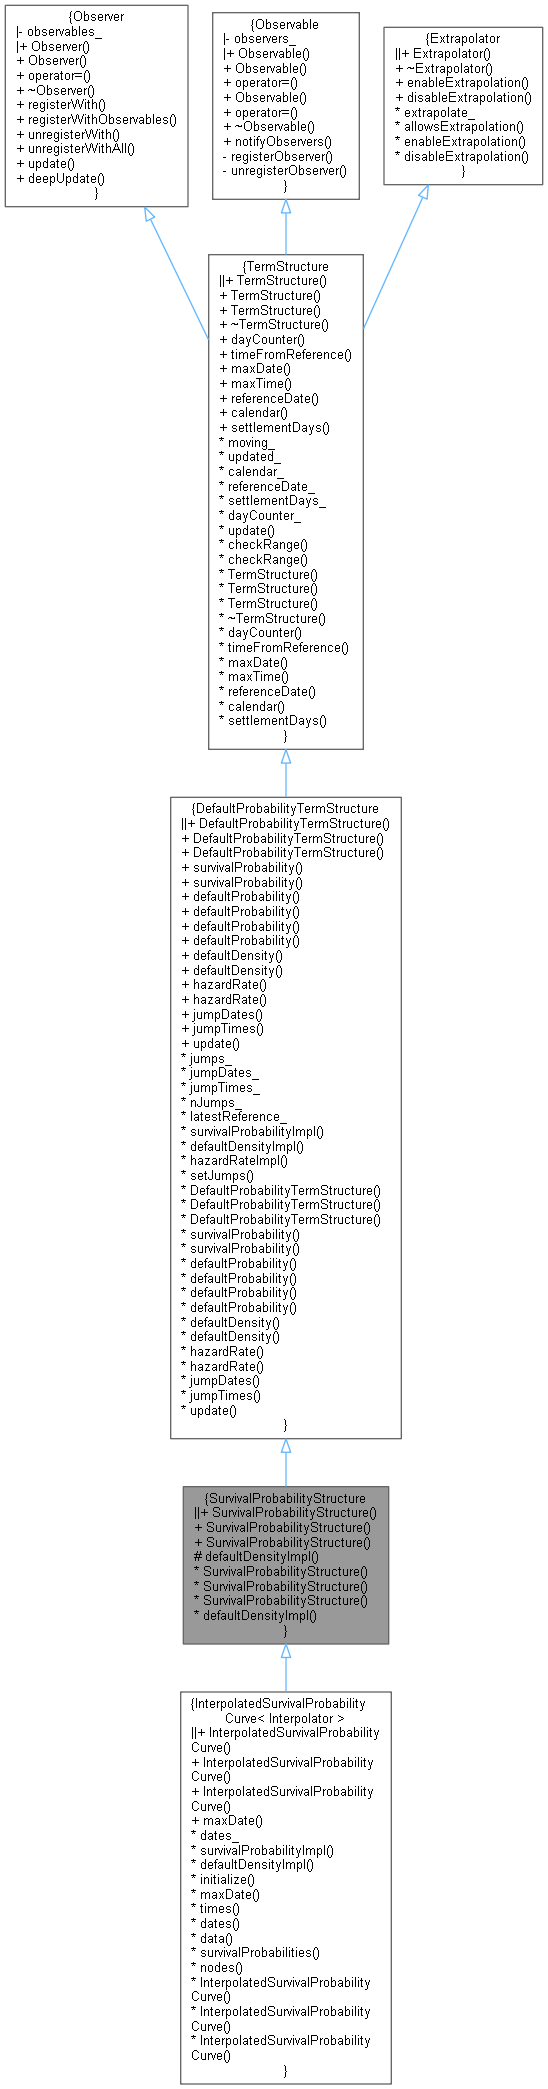 {Observer
|- observables_
|+ Observer()
+ Observer()
+ operator=()
+ ~Observer()
+ registerWith()
+ registerWithObservables()
+ unregisterWith()
+ unregisterWithAll()
+ update()
+ deepUpdate()
}
{Observable
|- observers_
|+ Observable()
+ Observable()
+ operator=()
+ Observable()
+ operator=()
+ ~Observable()
+ notifyObservers()
- registerObserver()
- unregisterObserver()
}
{Extrapolator
||+ Extrapolator()
+ ~Extrapolator()
+ enableExtrapolation()
+ disableExtrapolation()
* extrapolate_
* allowsExtrapolation()
* enableExtrapolation()
* disableExtrapolation()
}
{TermStructure
||+ TermStructure()
+ TermStructure()
+ TermStructure()
+ ~TermStructure()
+ dayCounter()
+ timeFromReference()
+ maxDate()
+ maxTime()
+ referenceDate()
+ calendar()
+ settlementDays()
* moving_
* updated_
* calendar_
* referenceDate_
* settlementDays_
* dayCounter_
* update()
* checkRange()
* checkRange()
* TermStructure()
* TermStructure()
* TermStructure()
* ~TermStructure()
* dayCounter()
* timeFromReference()
* maxDate()
* maxTime()
* referenceDate()
* calendar()
* settlementDays()
}
{DefaultProbabilityTermStructure
||+ DefaultProbabilityTermStructure()
+ DefaultProbabilityTermStructure()
+ DefaultProbabilityTermStructure()
+ survivalProbability()
+ survivalProbability()
+ defaultProbability()
+ defaultProbability()
+ defaultProbability()
+ defaultProbability()
+ defaultDensity()
+ defaultDensity()
+ hazardRate()
+ hazardRate()
+ jumpDates()
+ jumpTimes()
+ update()
* jumps_
* jumpDates_
* jumpTimes_
* nJumps_
* latestReference_
* survivalProbabilityImpl()
* defaultDensityImpl()
* hazardRateImpl()
* setJumps()
* DefaultProbabilityTermStructure()
* DefaultProbabilityTermStructure()
* DefaultProbabilityTermStructure()
* survivalProbability()
* survivalProbability()
* defaultProbability()
* defaultProbability()
* defaultProbability()
* defaultProbability()
* defaultDensity()
* defaultDensity()
* hazardRate()
* hazardRate()
* jumpDates()
* jumpTimes()
* update()
}
{SurvivalProbabilityStructure
||+ SurvivalProbabilityStructure()
+ SurvivalProbabilityStructure()
+ SurvivalProbabilityStructure()
# defaultDensityImpl()
* SurvivalProbabilityStructure()
* SurvivalProbabilityStructure()
* SurvivalProbabilityStructure()
* defaultDensityImpl()
}
{InterpolatedSurvivalProbability
Curve< Interpolator >
||+ InterpolatedSurvivalProbability
Curve()
+ InterpolatedSurvivalProbability
Curve()
+ InterpolatedSurvivalProbability
Curve()
+ maxDate()
* dates_
* survivalProbabilityImpl()
* defaultDensityImpl()
* initialize()
* maxDate()
* times()
* dates()
* data()
* survivalProbabilities()
* nodes()
* InterpolatedSurvivalProbability
Curve()
* InterpolatedSurvivalProbability
Curve()
* InterpolatedSurvivalProbability
Curve()
}